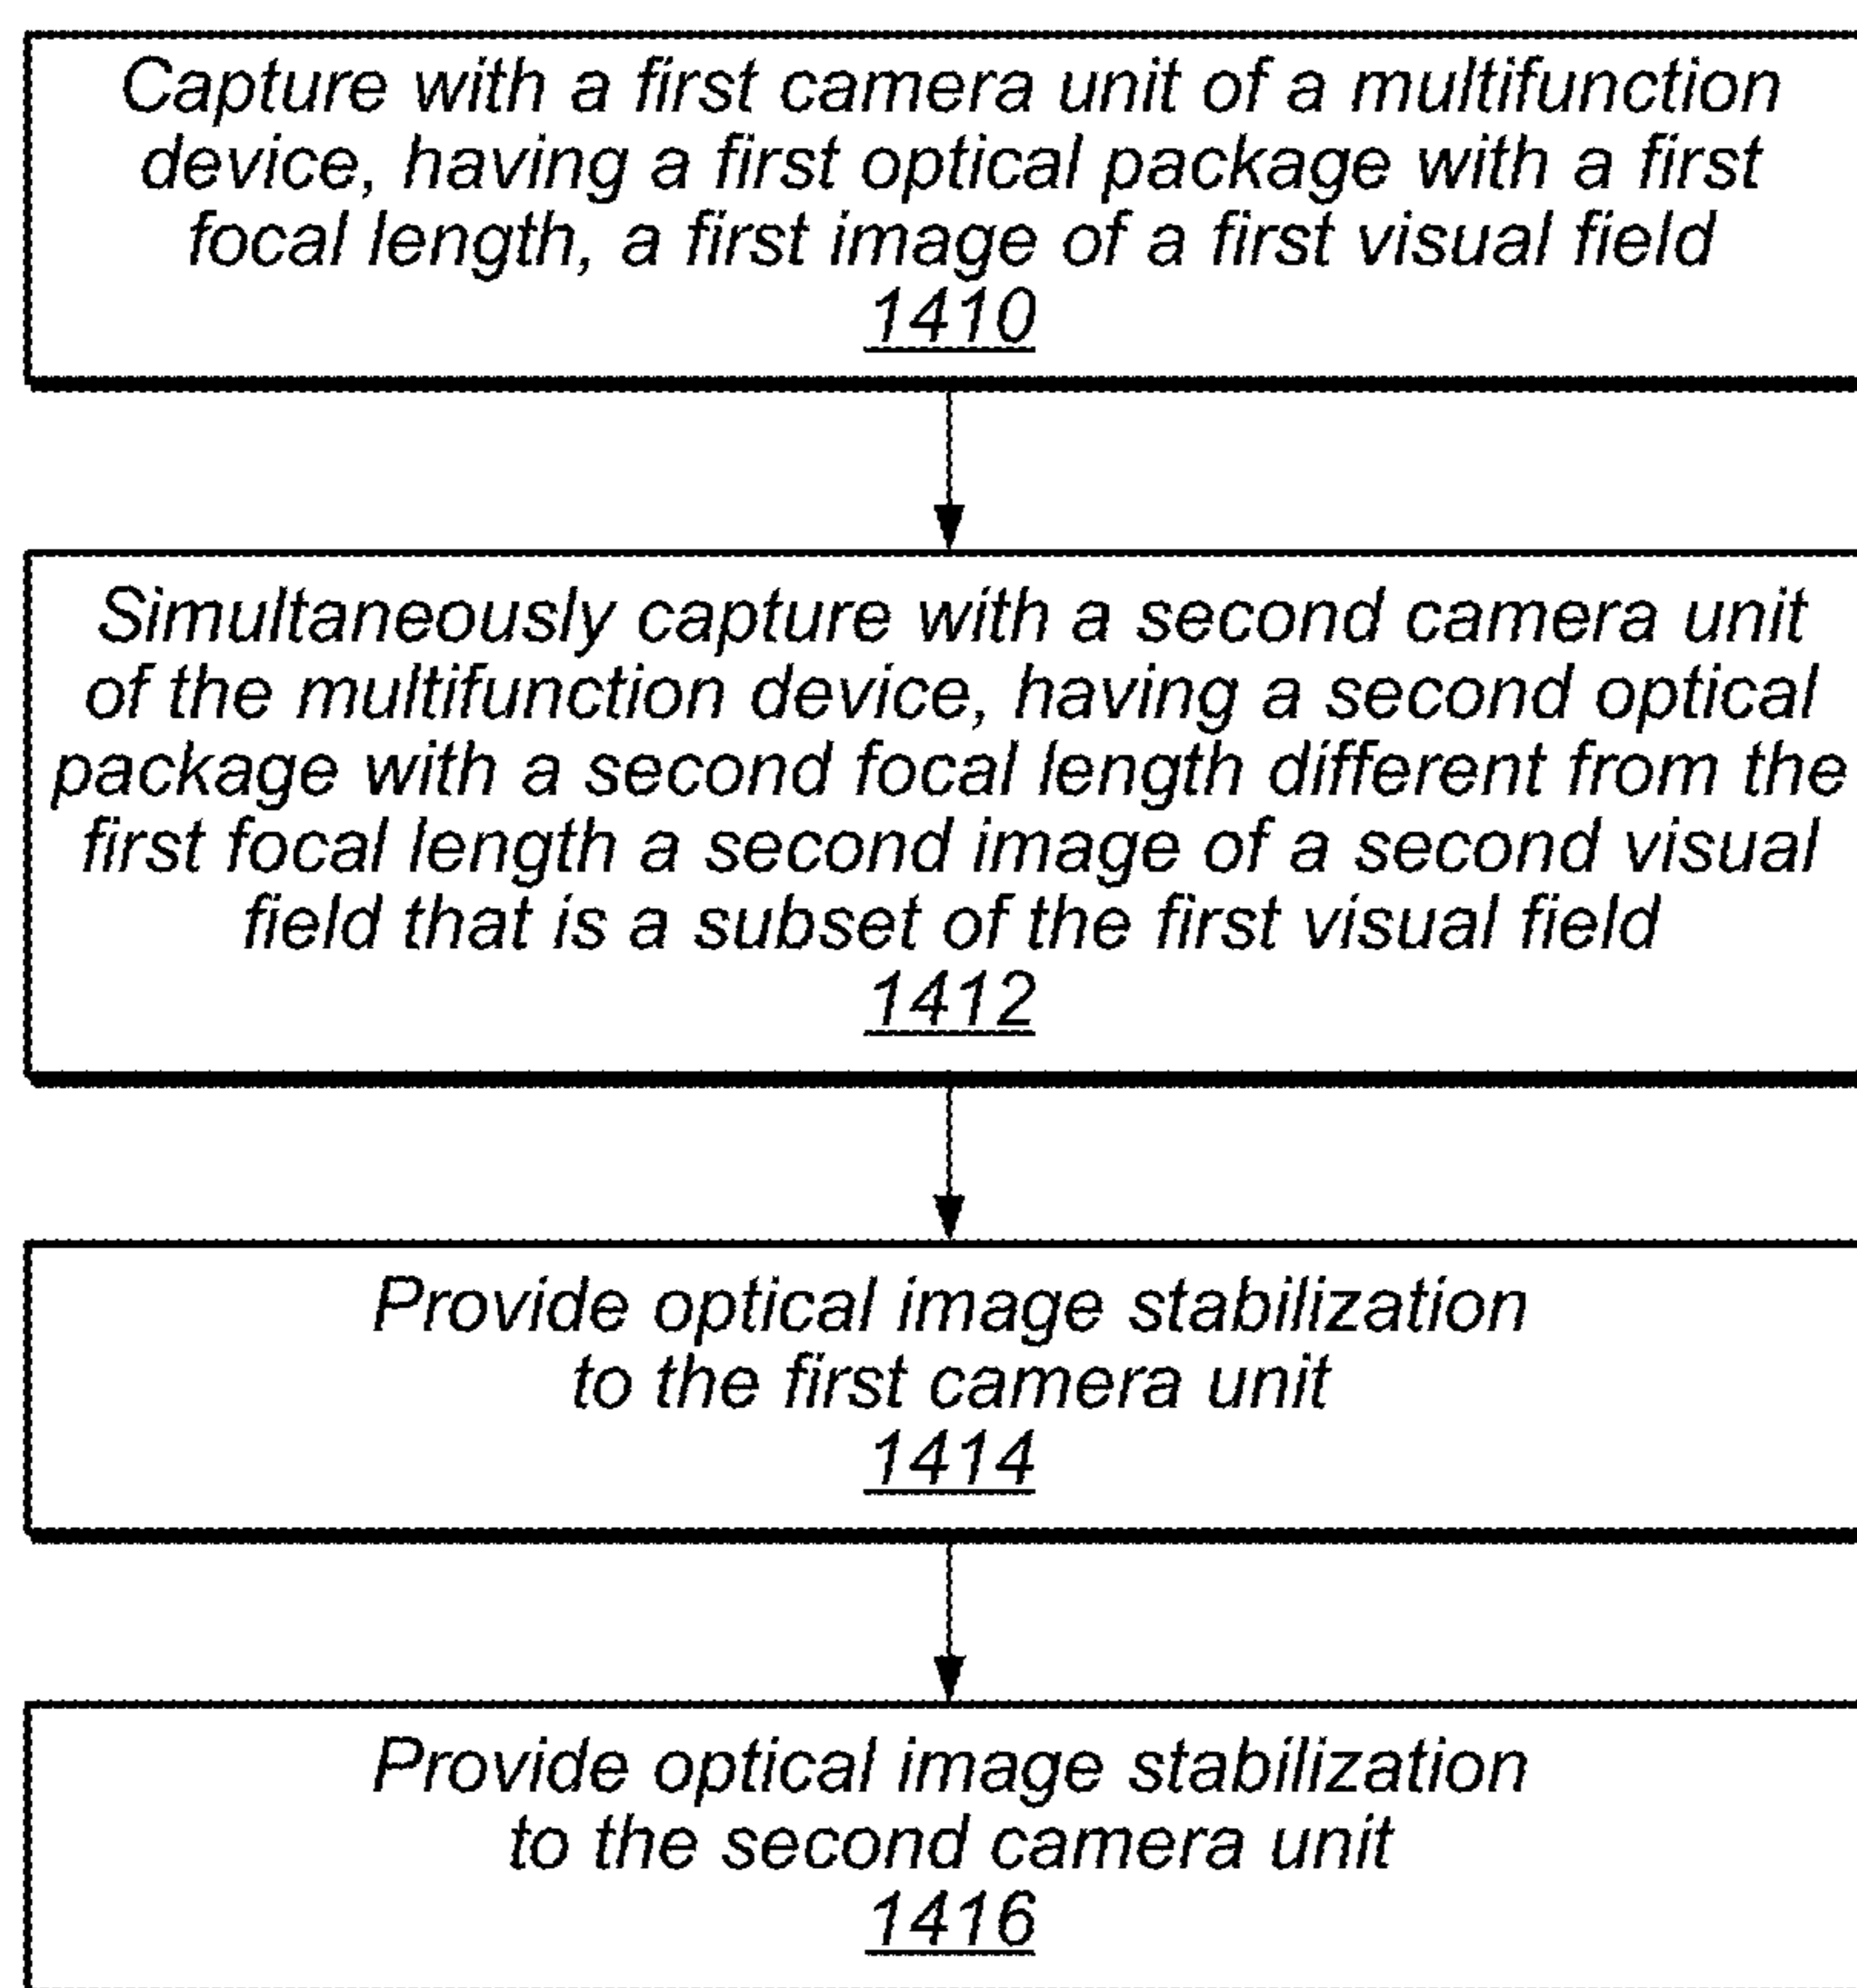 Capture with a first camera unit of a multifunction
device, having a first optical package with a first
focal length, a first image of a first visual field
1410
Simultaneously capture with a second camera unit
of the multifunction device, having a second optical
package with a second focal length different from the
first focal length a second image of a second visual
field that is a subset of the first visual field
1412
Provide optical image stabilization
to the first camera unit
1414
Provide optical image stabilization
to the second camera unit
1416